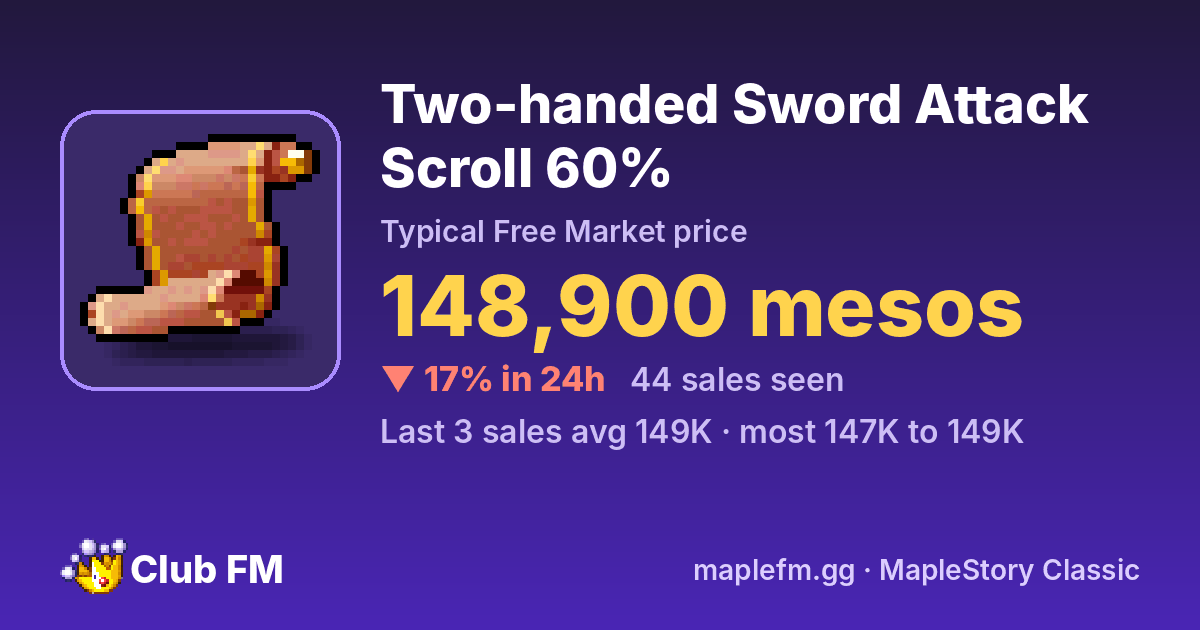 Two-handed Sword Attack
Scroll 60%
Typical Free Market price
148,900 mesos
▼ 17% in 24h 44 sales seen
Last 3 sales avg 149K · most 147K to 149K
Club FM
maplefm.gg · MapleStory Classic